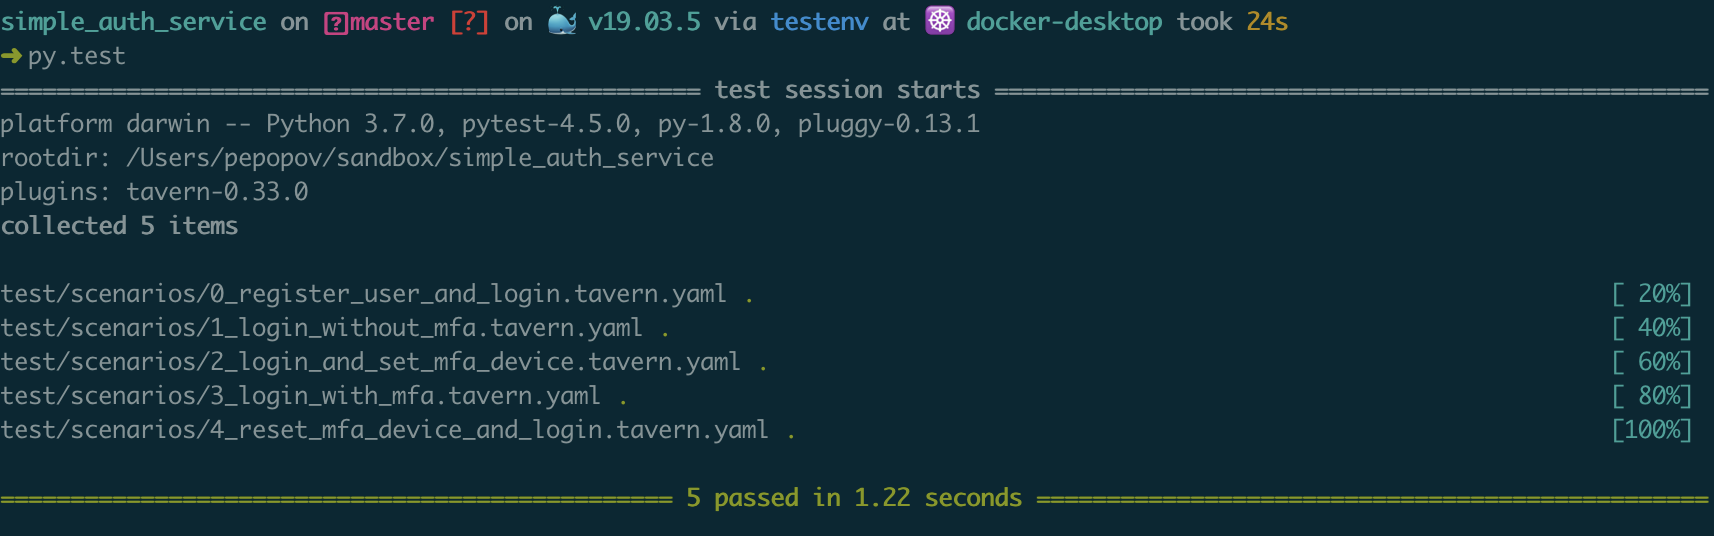 simple_auth_service on master [?] on v19.03.5 via testenv at docker-desktop took 24s
➜ py.test
================================================== test session starts ===================================================
platform darwin -- Python 3.7.0, pytest-4.5.0, py-1.8.0, pluggy-0.13.1
rootdir: /Users/pepopov/sandbox/simple_auth_service
plugins: tavern-0.33.0
collected 5 items
test/scenarios/0_register_user_and_login.tavern.yaml . [ 20%]
test/scenarios/1_login_without_mfa.tavern.yaml . [ 40%]
test/scenarios/2_login_and_set_mfa_device.tavern.yaml . [ 60%]
test/scenarios/3_login_with_mfa.tavern.yaml . [ 80%]
test/scenarios/4_reset_mfa_device_and_login.tavern.yaml . [100%]
================================================ 5 passed in 1.22 seconds ================================================